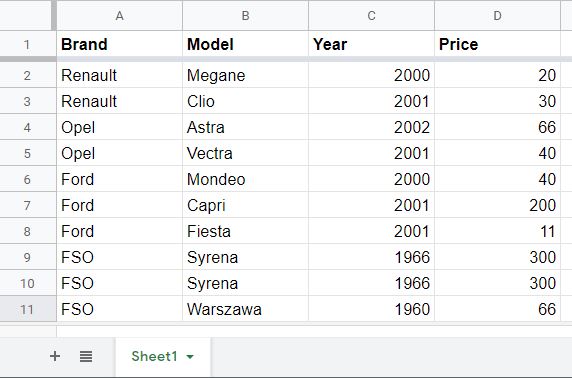 A B C D
1 Brand Model Year Price
2 Renault Megane 2000 20
3 Renault Clio 2001 30
4 Opel Astra 2002 66
5 Opel Vectra 2001 40
6 Ford Mondeo 2000 40
7 Ford Capri 2001 200
8 Ford Fiesta 2001 11
9 FSO Syrena 1966 300
10 FSO Syrena 1966 300
11 FSO Warszawa 1960 66
Sheet1